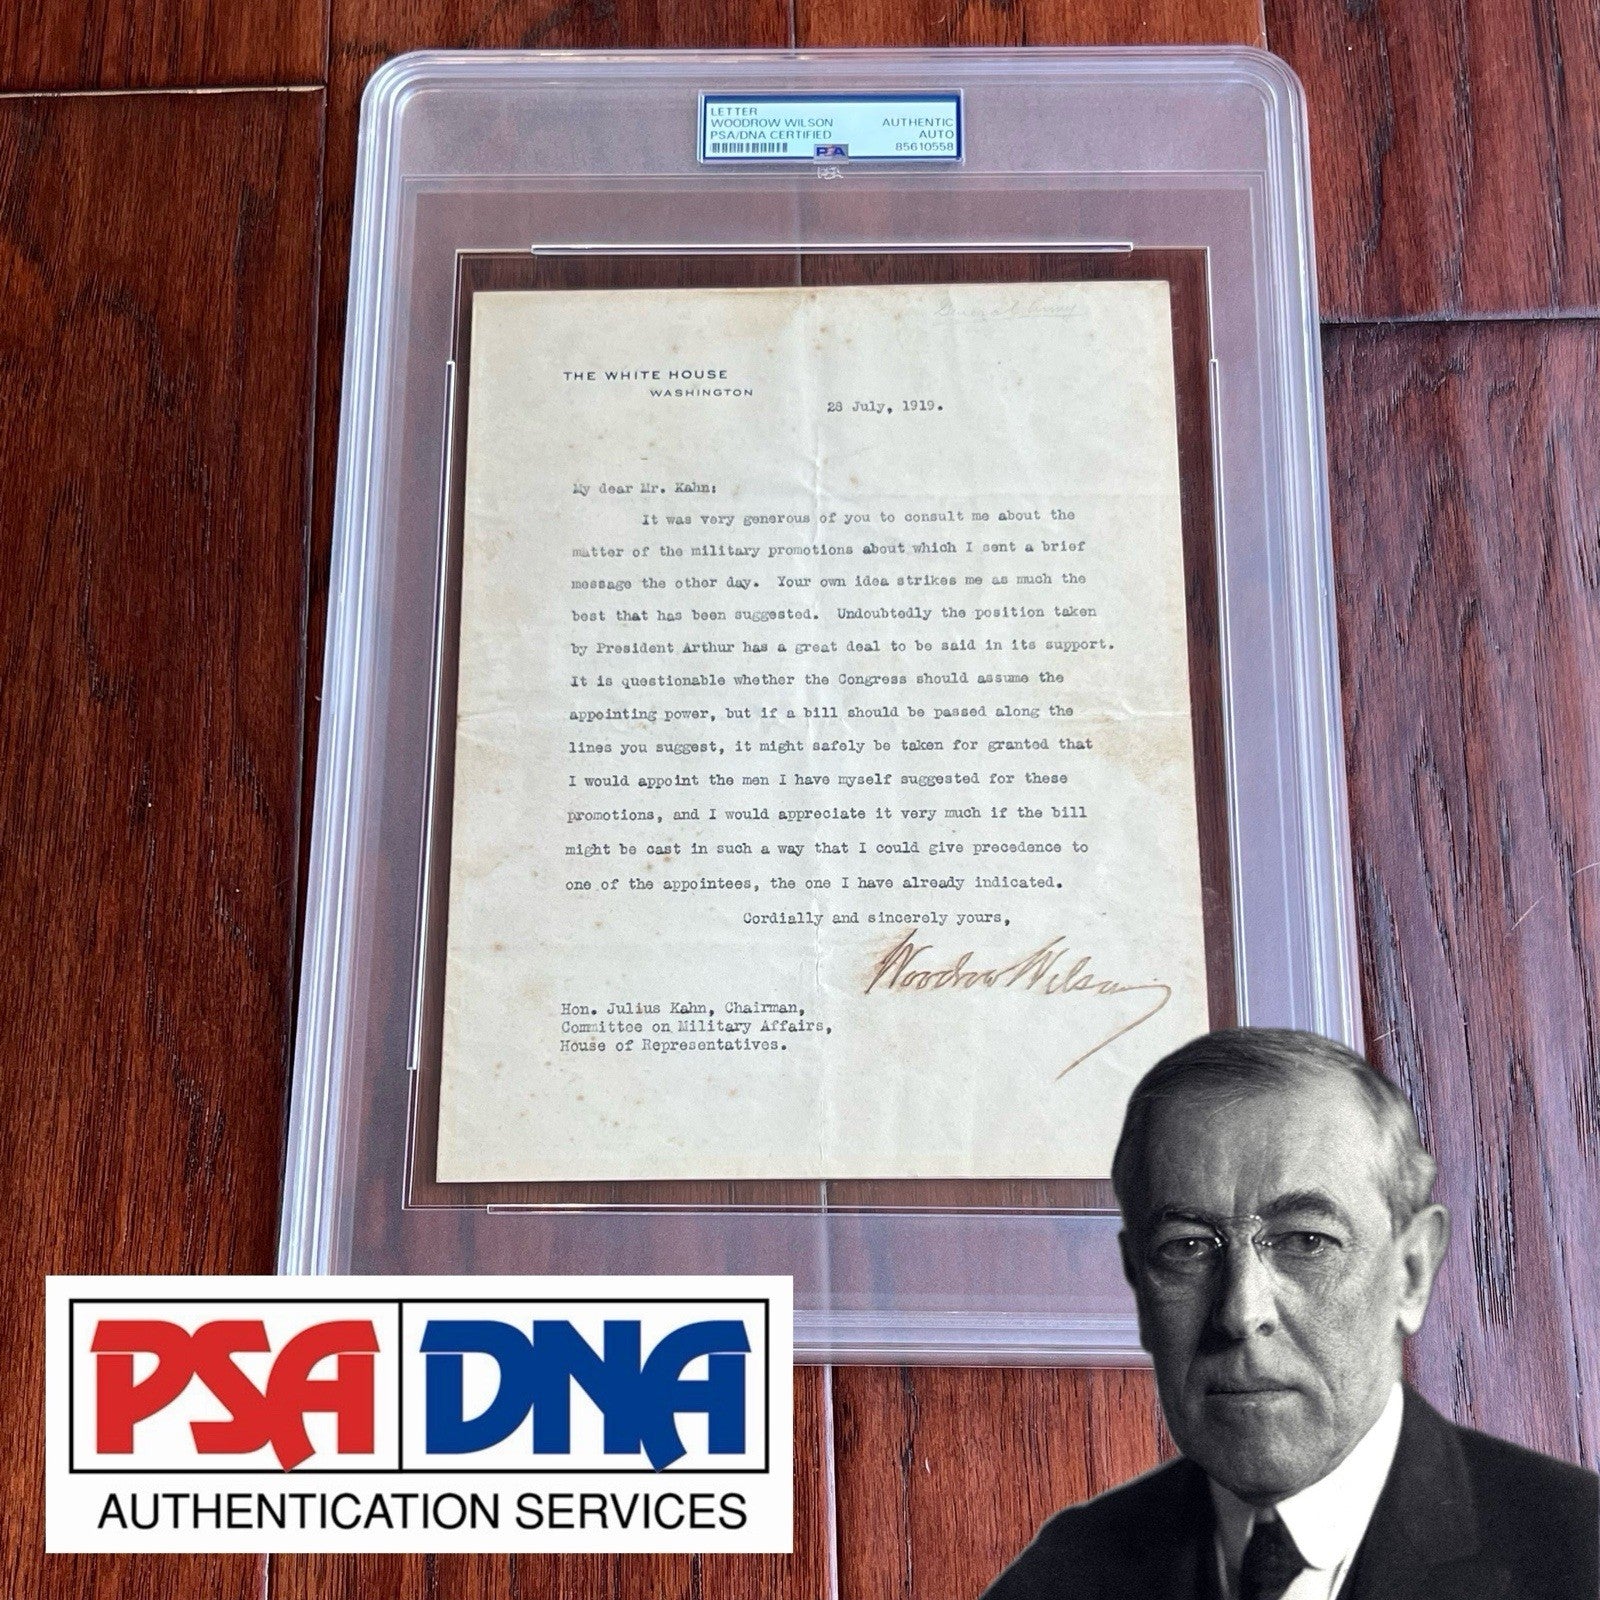 LETTER
WOODROW WILSON AUTHENTIC
PSA/DNA CERTIFIED AUTO
85610558
PSA
General Army
THE WHITE HOUSE
WASHINGTON
28 July, 1919.
My dear Mr. Kahn:
It was very generous of you to consult me about the
matter of the military promotions about which I sent a brief
message the other day. Your own idea strikes me as much the
best that has been suggested. Undoubtedly the position taken
by President Arthur has a great deal to be said in its support.
It is questionable whether the Congress should assume the
appointing power, but if a bill should be passed along the
lines you suggest, it might safely be taken for granted that
I would appoint the men I have myself suggested for these
promotions, and I would appreciate it very much if the bill
might be cast in such a way that I could give precedence to
one of the appointees, the one I have already indicated.
Cordially and sincerely yours,
Woodrow Wilson
Hon. Julius Kahn, Chairman,
Committee on Military Affairs,
House of Representatives.
PSA DNA
AUTHENTICATION SERVICES